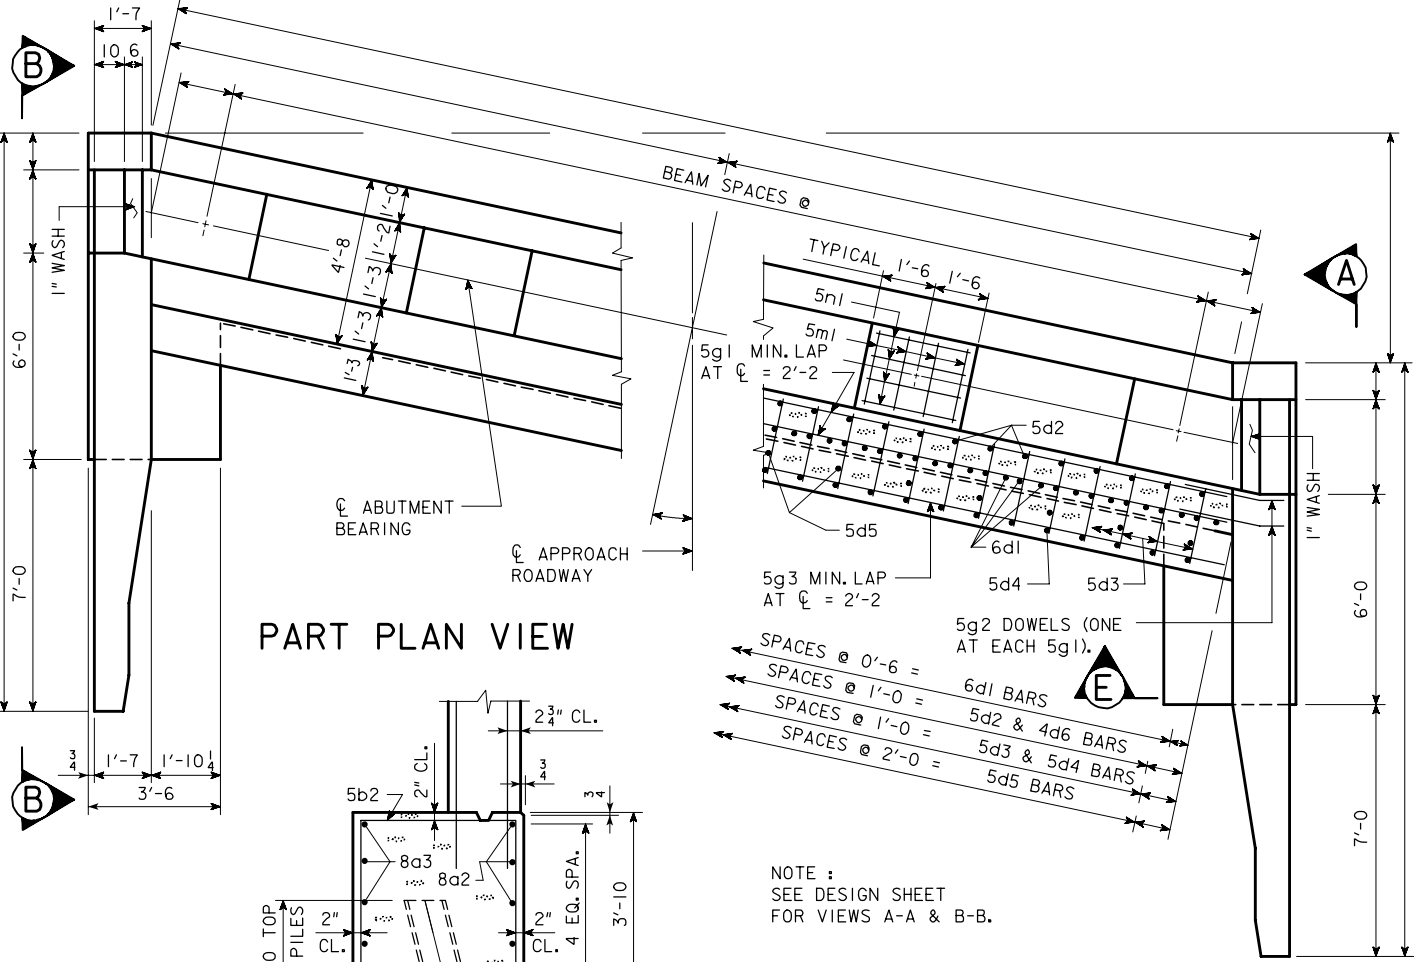 1'-7
10 6
B
1" WASH
6'-0
7'-0
4'-8
1'-0
1'-2
1'-3
1'-3
1'-3
BEAM SPACES @
TYPICAL 1'-6 1'-6
5n1
5m1
5g1 MIN. LAP
AT ℄ = 2'-2
A
1" WASH
5d2
5d5
6d1
5d4
5d3
℄ ABUTMENT
BEARING
℄ APPROACH
ROADWAY
5g3 MIN. LAP
AT ℄ = 2'-2
5g2 DOWELS (ONE
AT EACH 5g1).
6'-0
7'-0
E
PART PLAN VIEW
SPACES @ 0'-6 = 6d1 BARS
SPACES @ 1'-0 = 5d2 & 4d6 BARS
SPACES @ 1'-0 = 5d3 & 5d4 BARS
SPACES @ 2'-0 = 5d5 BARS
B
3/4 1'-7 1'-10 1/4
3'-6
2 3/4" CL.
2" CL.
3/4
3/4
5b2
8a3
8a2
2"
CL.
2"
CL.
4 EQ. SPA.
3'-10
O TOP
PILES
NOTE :
SEE DESIGN SHEET
FOR VIEWS A-A & B-B.